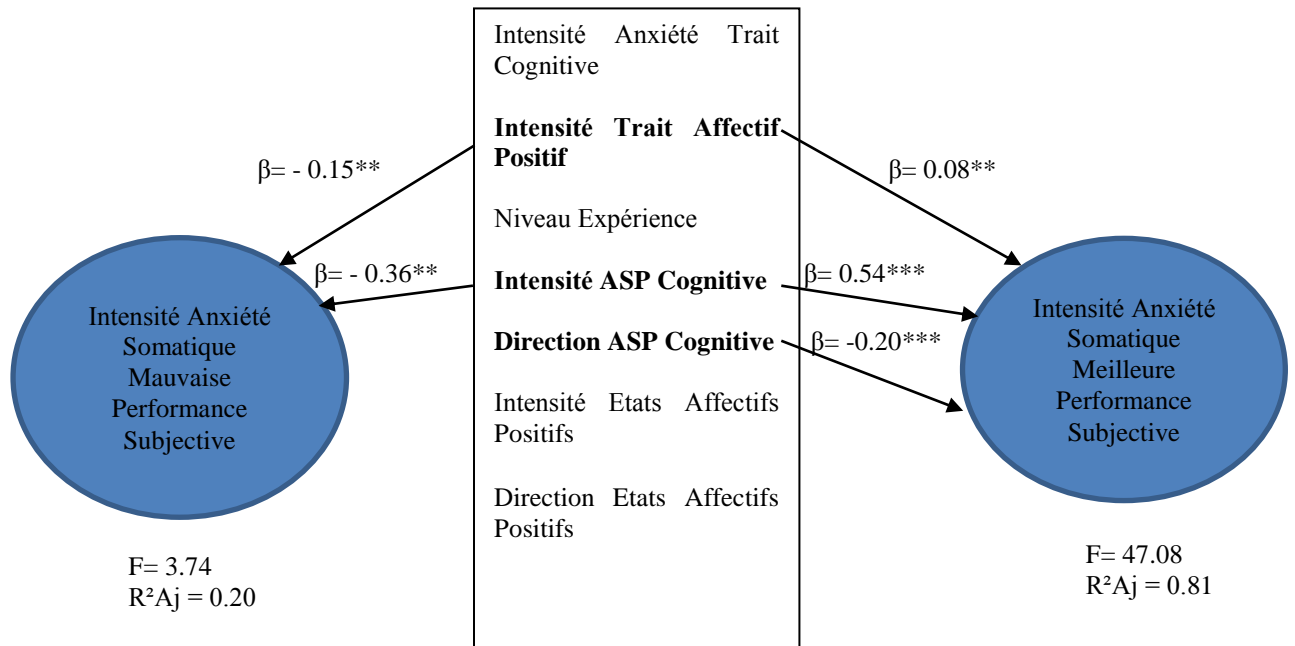 Intensité Anxiété Trait
Cognitive
Intensité Trait Affectif
Positif
Niveau Expérience
Intensité ASP Cognitive
Direction ASP Cognitive
Intensité Etats Affectifs
Positifs
Direction Etats Affectifs
Positifs
β= - 0.15**
β= - 0.36**
Intensité Anxiété
Somatique
Mauvaise
Performance
Subjective
F= 3.74
R²Aj = 0.20
β= 0.08**
β= 0.54***
β= -0.20***
Intensité Anxiété
Somatique
Meilleure
Performance
Subjective
F= 47.08
R²Aj = 0.81